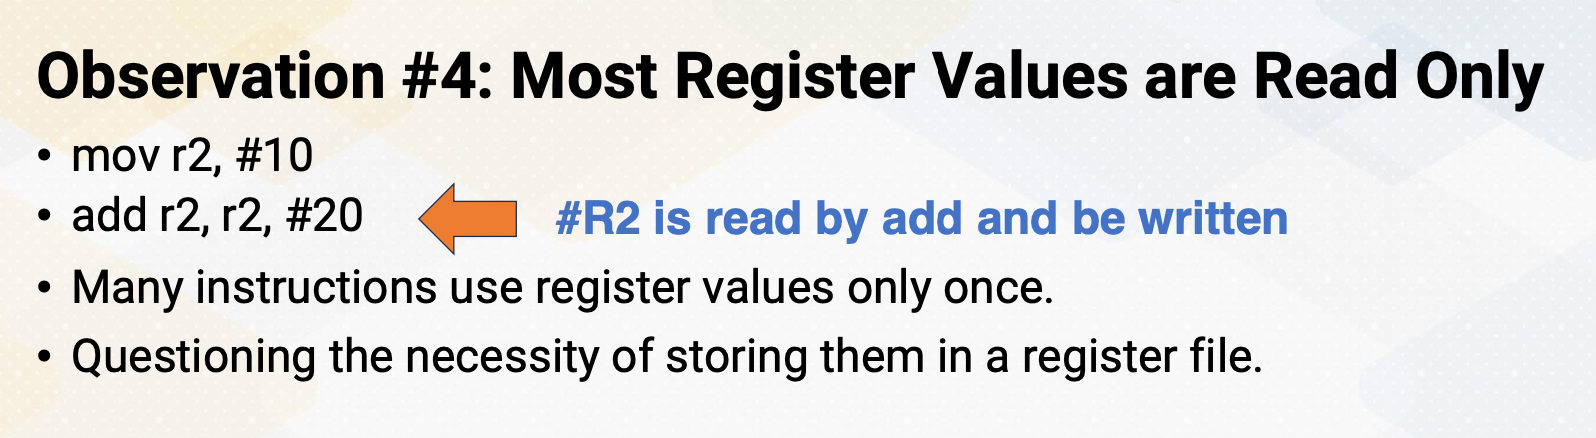 Observation #4: Most Register Values are Read Only
• mov r2, #10
• add r2, r2, #20
#R2 is read by add and be written
• Many instructions use register values only once.
• Questioning the necessity of storing them in a register file.